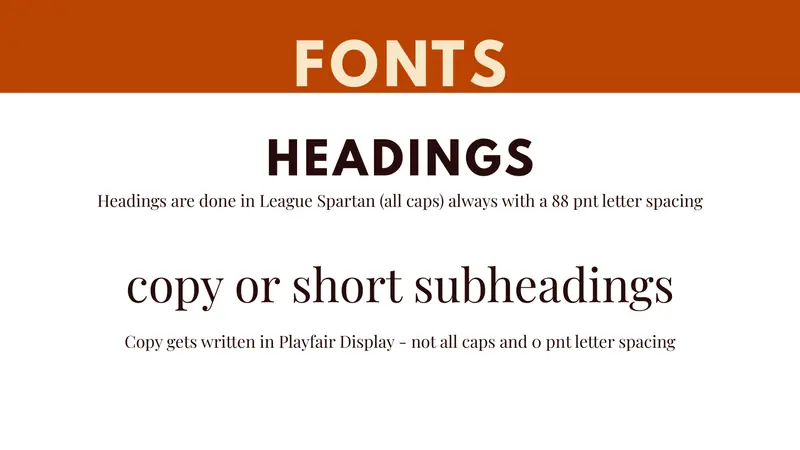 FONTS
HEADINGS
Headings are done in League Spartan (all caps) always with a 88 pnt letter spacing
copy or short subheadings
Copy gets written in Playfair Display - not all caps and 0 pnt letter spacing